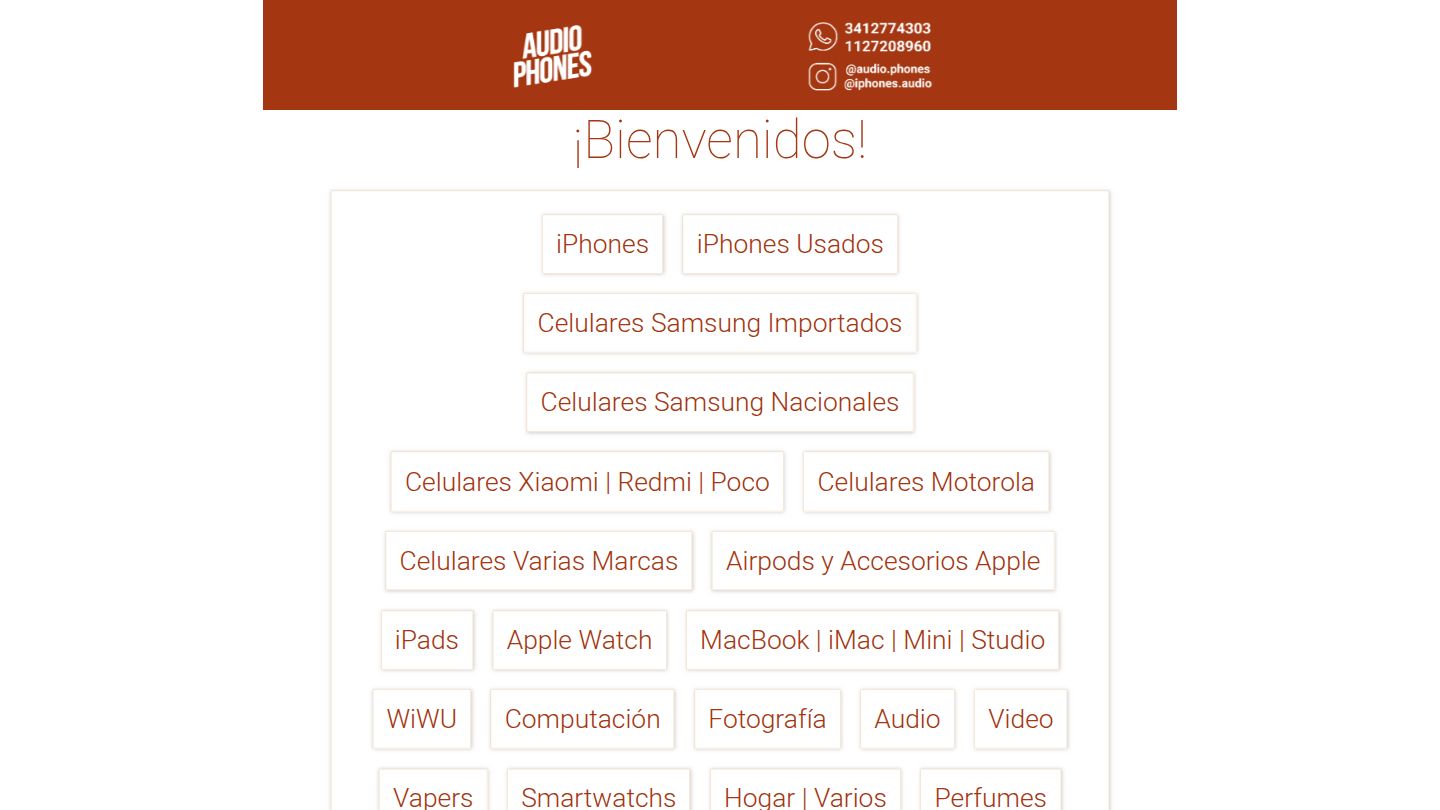 AUDIO
PHONES
3412774303
1127208960
@audio.phones
@iphones.audio
¡Bienvenidos!
iPhones
iPhones Usados
Celulares Samsung Importados
Celulares Samsung Nacionales
Celulares Xiaomi | Redmi | Poco
Celulares Motorola
Celulares Varias Marcas
Airpods y Accesorios Apple
iPads
Apple Watch
MacBook | iMac | Mini | Studio
WiWU
Computación
Fotografía
Audio
Video
Vapers
Smartwatchs
Hogar | Varios
Perfumes